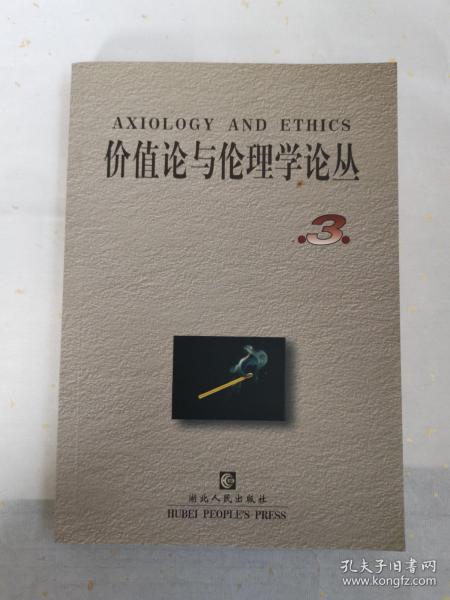 AXIOLOGY AND ETHICS
价值论与伦理学论丛
.3.
湖北人民出版社
HUBEI PEOPLE'S PRESS
孔夫子旧书网
www.kongfz.com